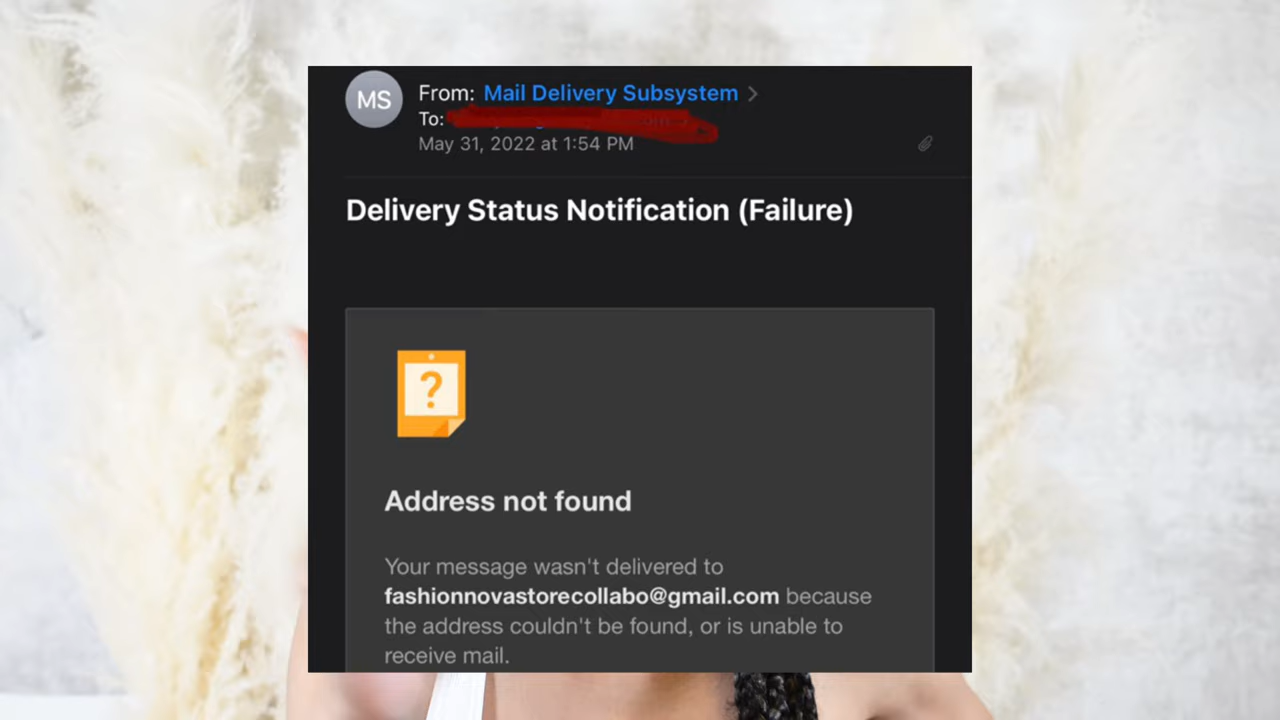 MS
From: Mail Delivery Subsystem >
To:
May 31, 2022 at 1:54 PM
Delivery Status Notification (Failure)
?
Address not found
Your message wasn't delivered to
fashionnovastorecollabo@gmail.com because
the address couldn't be found, or is unable to
receive mail.